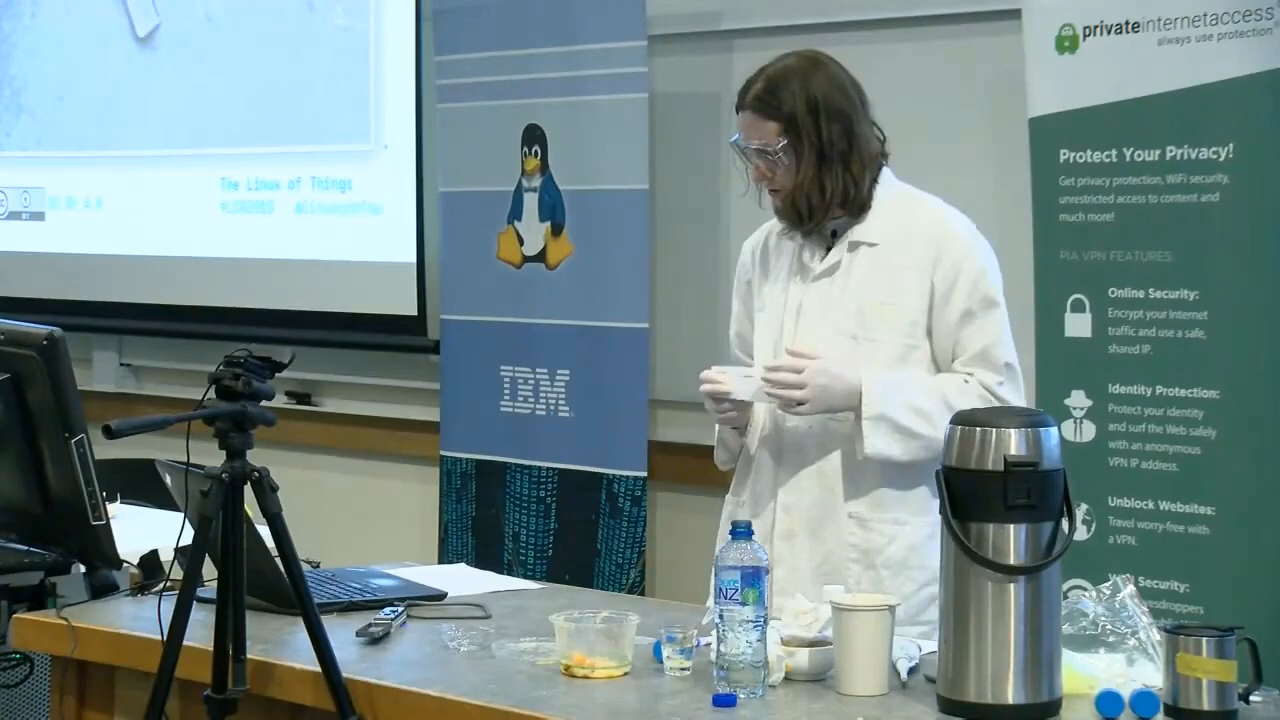 The Linux of Things
BY
IBM
NZ
privateinternetaccess
always use protection
Protect Your Privacy!
Get privacy protection, WiFi security,
unrestricted access to content and
much more!
PIA VPN FEATURES:
Online Security:
Encrypt your Internet
traffic and use a safe,
shared IP.
Identity Protection:
Protect your identity
and surf the Web safely
with an anonymous
VPN IP address.
Unblock Websites:
Travel worry-free with
a VPN.
Security: